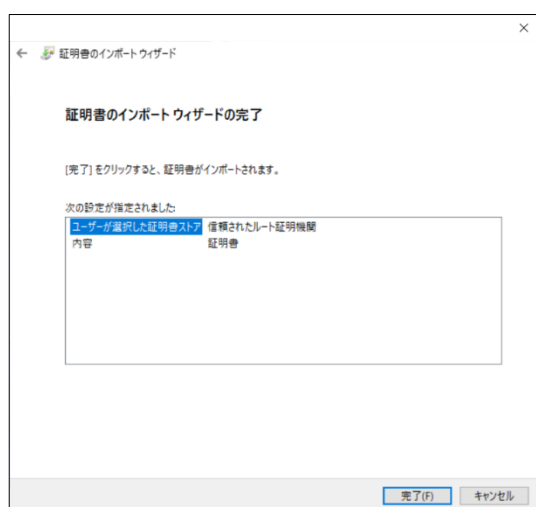 証明書のインポート ウィザード
証明書のインポート ウィザードの完了
[完了] をクリックすると、証明書がインポートされます。
次の設定が指定されました:
ユーザーが選択した証明書ストア 信頼されたルート証明機関
内容 証明書
完了(F) キャンセル